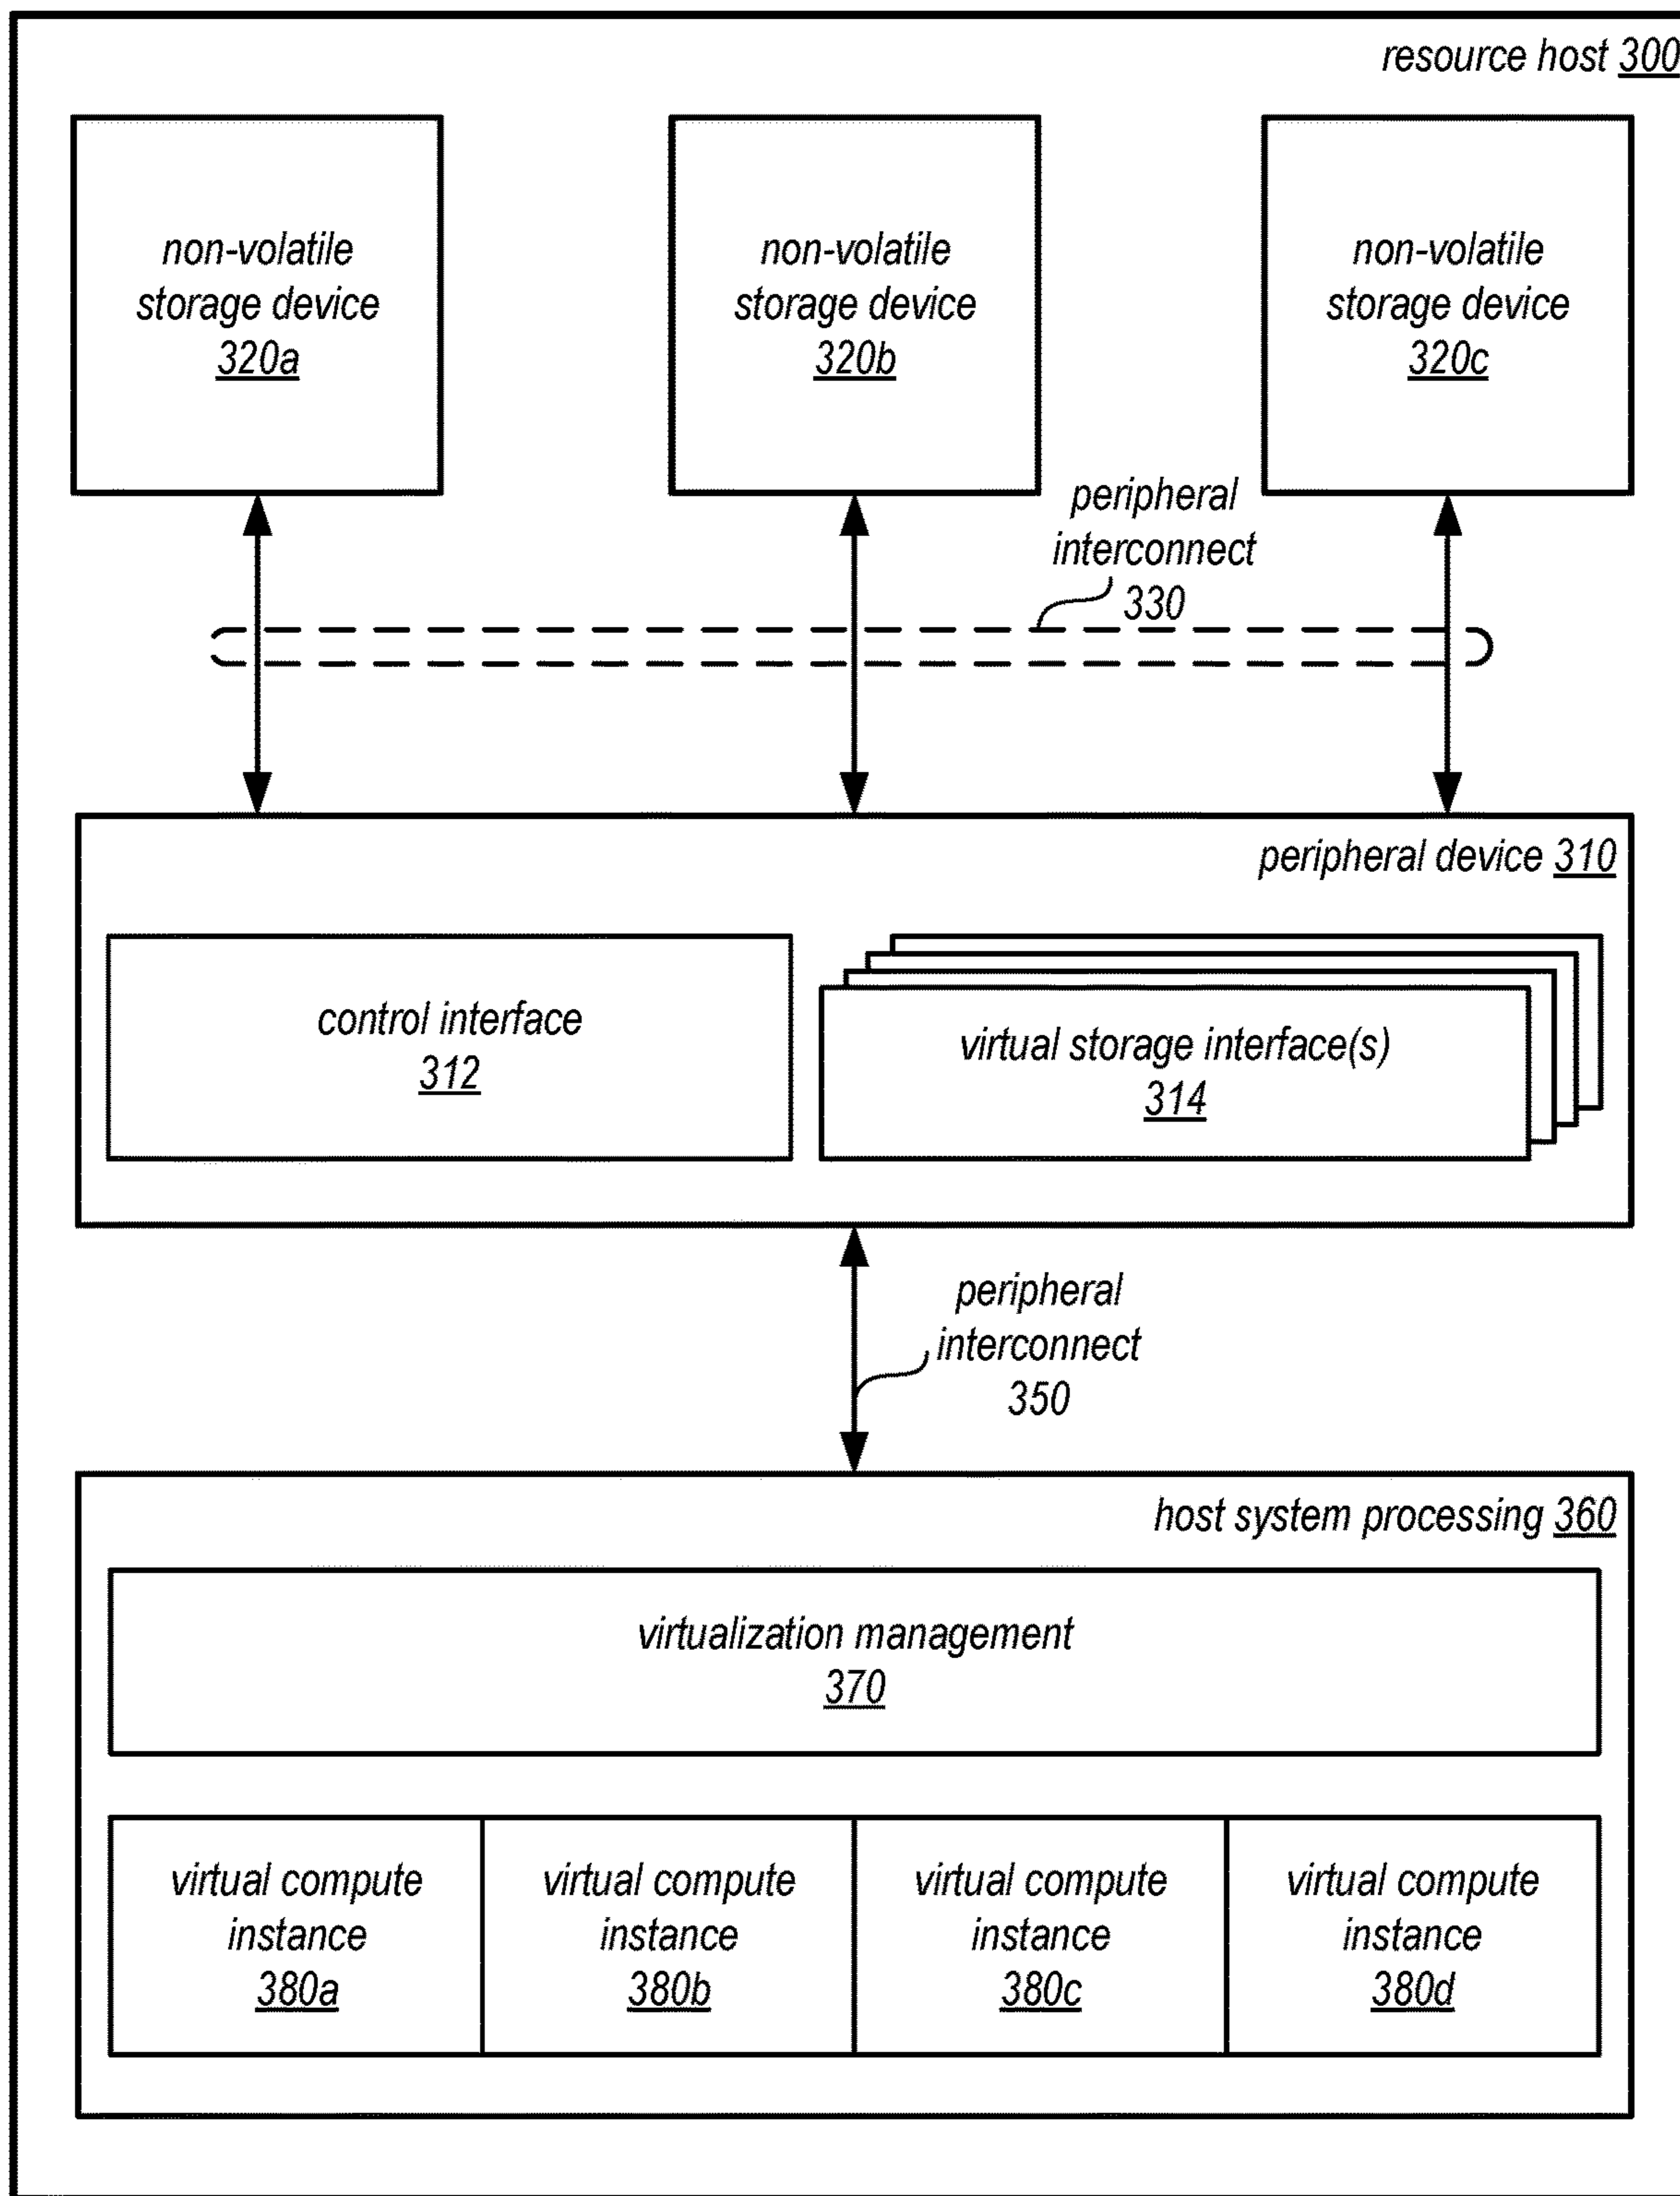 resource host 300
non-volatile
storage device
320a
non-volatile
storage device
320b
non-volatile
storage device
320c
peripheral
interconnect
330
peripheral device 310
control interface
312
virtual storage interface(s)
314
peripheral
interconnect
350
host system processing 360
virtualization management
370
virtual compute
instance
380a
virtual compute
instance
380b
virtual compute
instance
380c
virtual compute
instance
380d